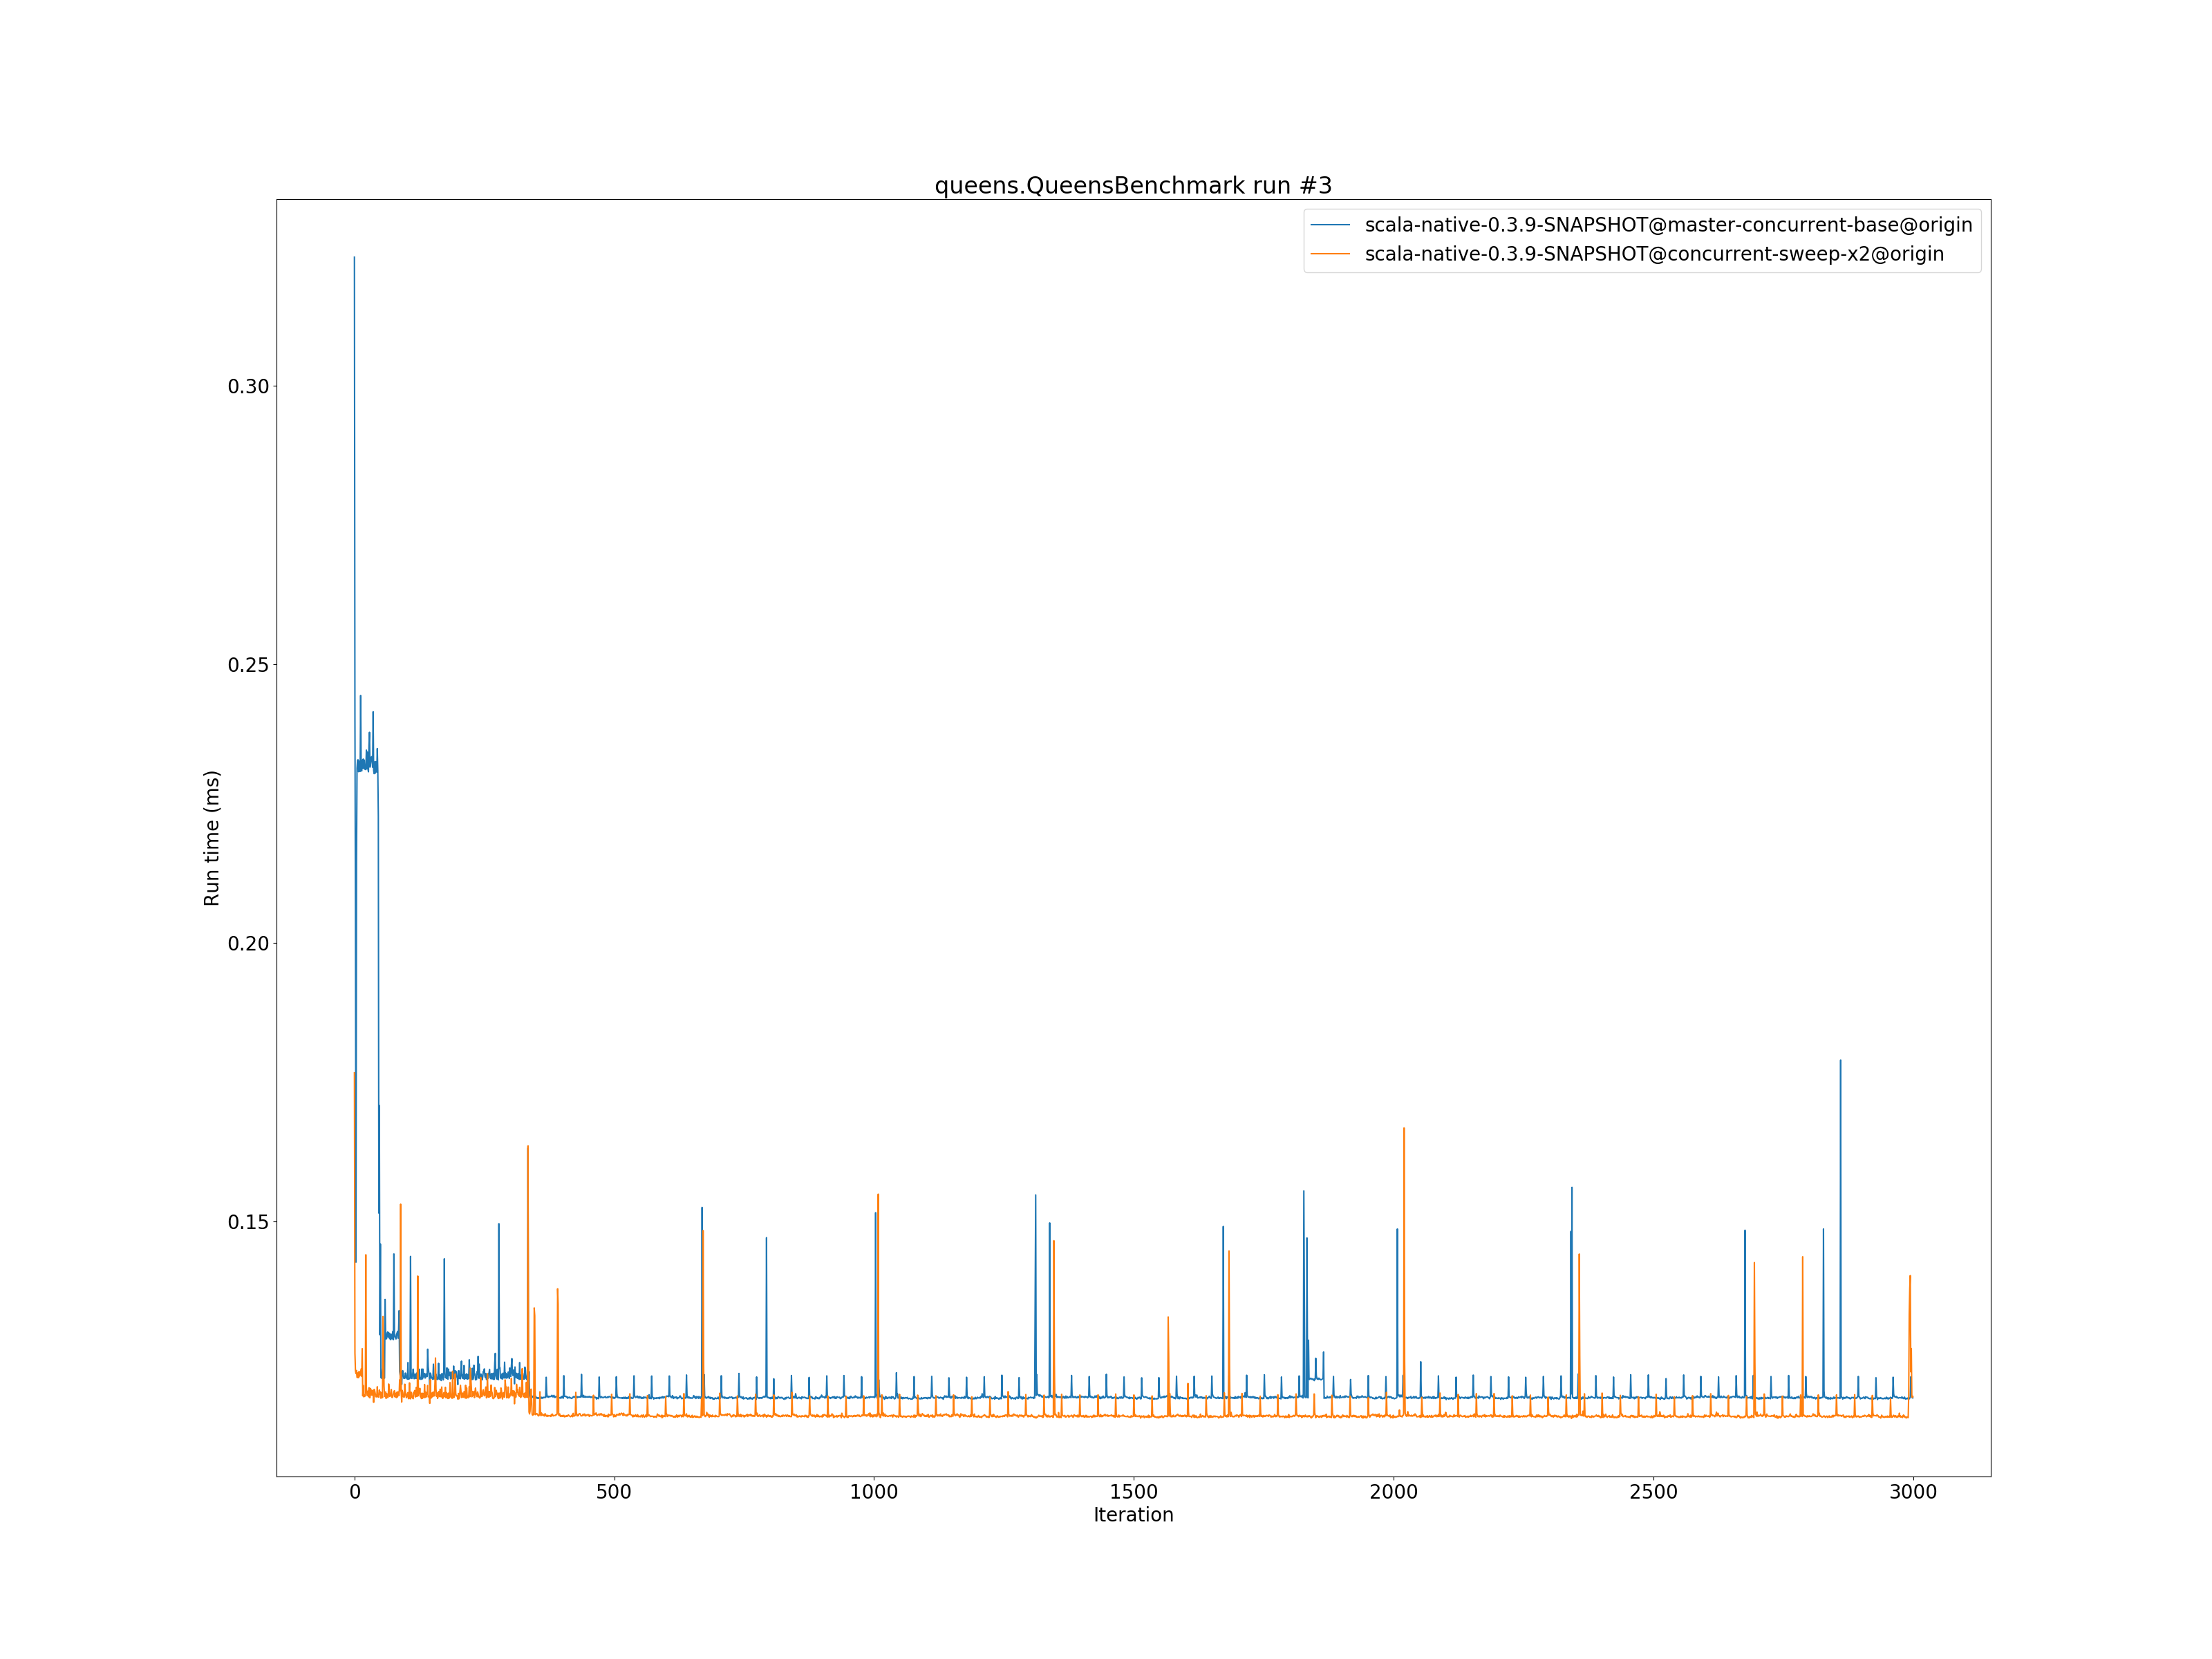 queens.QueensBenchmark run #3
scala-native-0.3.9-SNAPSHOT@master-concurrent-base@origin
scala-native-0.3.9-SNAPSHOT@concurrent-sweep-x2@origin
0.30
0.25
0.20
0.15
Run time (ms)
0 500 1000 1500 2000 2500 3000
Iteration